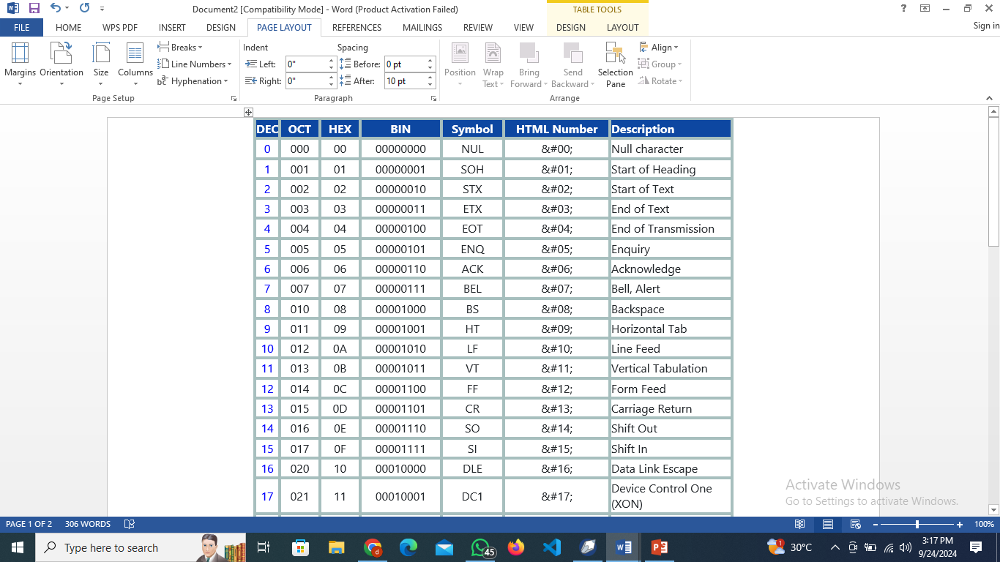 Document2 [Compatibility Mode] - Word (Product Activation Failed)
TABLE TOOLS
?
FILE HOME WPS PDF INSERT DESIGN PAGE LAYOUT REFERENCES MAILINGS REVIEW VIEW DESIGN LAYOUT Sign in
Margins Orientation Size Columns
Breaks
Line Numbers
Hyphenation
Page Setup
Indent Spacing
Left: 0" Before: 0 pt
Right: 0" After: 10 pt
Paragraph
Position Wrap Text Bring Forward Send Backward Selection Pane
Align
Group
Rotate
Arrange
DEC OCT HEX BIN Symbol HTML Number Description
0 000 00 00000000 NUL &#00; Null character
1 001 01 00000001 SOH &#01; Start of Heading
2 002 02 00000010 STX &#02; Start of Text
3 003 03 00000011 ETX &#03; End of Text
4 004 04 00000100 EOT &#04; End of Transmission
5 005 05 00000101 ENQ &#05; Enquiry
6 006 06 00000110 ACK &#06; Acknowledge
7 007 07 00000111 BEL &#07; Bell, Alert
8 010 08 00001000 BS &#08; Backspace
9 011 09 00001001 HT &#09; Horizontal Tab
10 012 0A 00001010 LF &#10; Line Feed
11 013 0B 00001011 VT &#11; Vertical Tabulation
12 014 0C 00001100 FF &#12; Form Feed
13 015 0D 00001101 CR &#13; Carriage Return
14 016 0E 00001110 SO &#14; Shift Out
15 017 0F 00001111 SI &#15; Shift In
16 020 10 00010000 DLE &#16; Data Link Escape
17 021 11 00010001 DC1 &#17; Device Control One
(XON)
Activate Windows
Go to Settings to activate Windows.
PAGE 1 OF 2 306 WORDS 100%
Type here to search 45 1 30°C 3:17 PM
9/24/2024